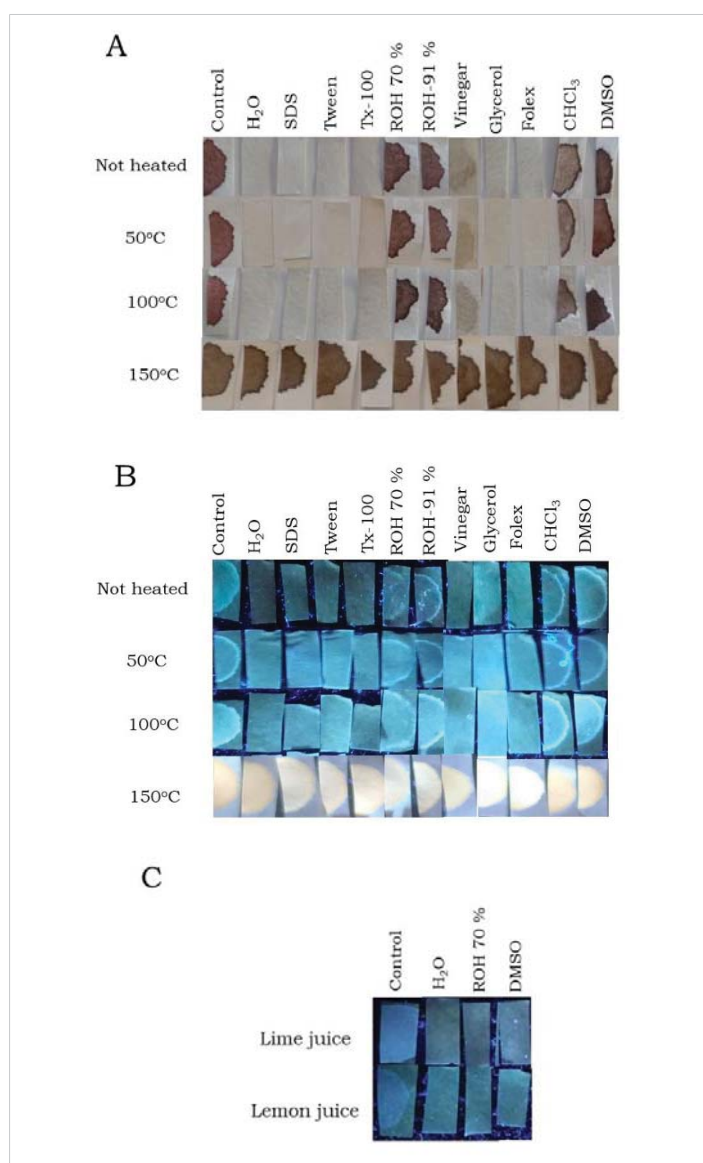 A
Control H₂O SDS Tween Tx-100 ROH 70 % ROH-91 % Vinegar Glycerol Folex CHCl₃ DMSO
Not heated
50°C
100°C
150°C
B
Control H₂O SDS Tween Tx-100 ROH 70 % ROH-91 % Vinegar Glycerol Folex CHCl₃ DMSO
Not heated
50°C
100°C
150°C
C
Control H₂O ROH 70 % DMSO
Lime juice
Lemon juice